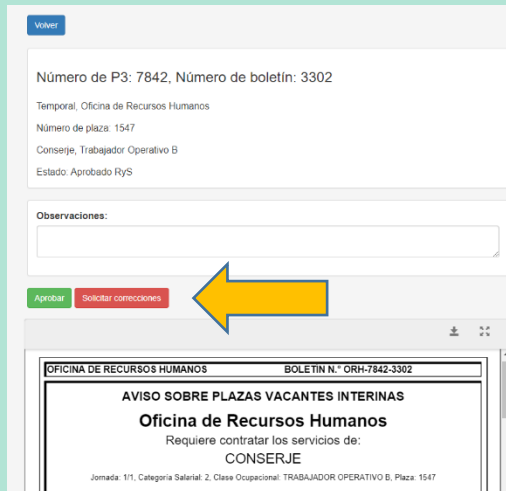 Volver
Número de P3: 7842, Número de boletín: 3302
Temporal, Oficina de Recursos Humanos
Número de plaza: 1547
Conserje, Trabajador Operativo B
Estado: Aprobado RyS
Observaciones:
Aprobar Solicitar correcciones
OFICINA DE RECURSOS HUMANOS BOLETÍN N.° ORH-7842-3302
AVISO SOBRE PLAZAS VACANTES INTERINAS
Oficina de Recursos Humanos
Requiere contratar los servicios de:
CONSERJE
Jornada: 1/1, Categoría Salarial: 2, Clase Ocupacional: TRABAJADOR OPERATIVO B, Plaza: 1547